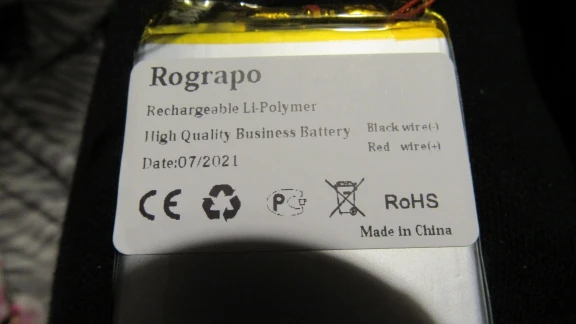 Rograpo
Rechargeable Li-Polymer
High Quality Business Battery
Black wire(-)
Red wire(+)
Date:07/2021
CE
RoHS
Made in China